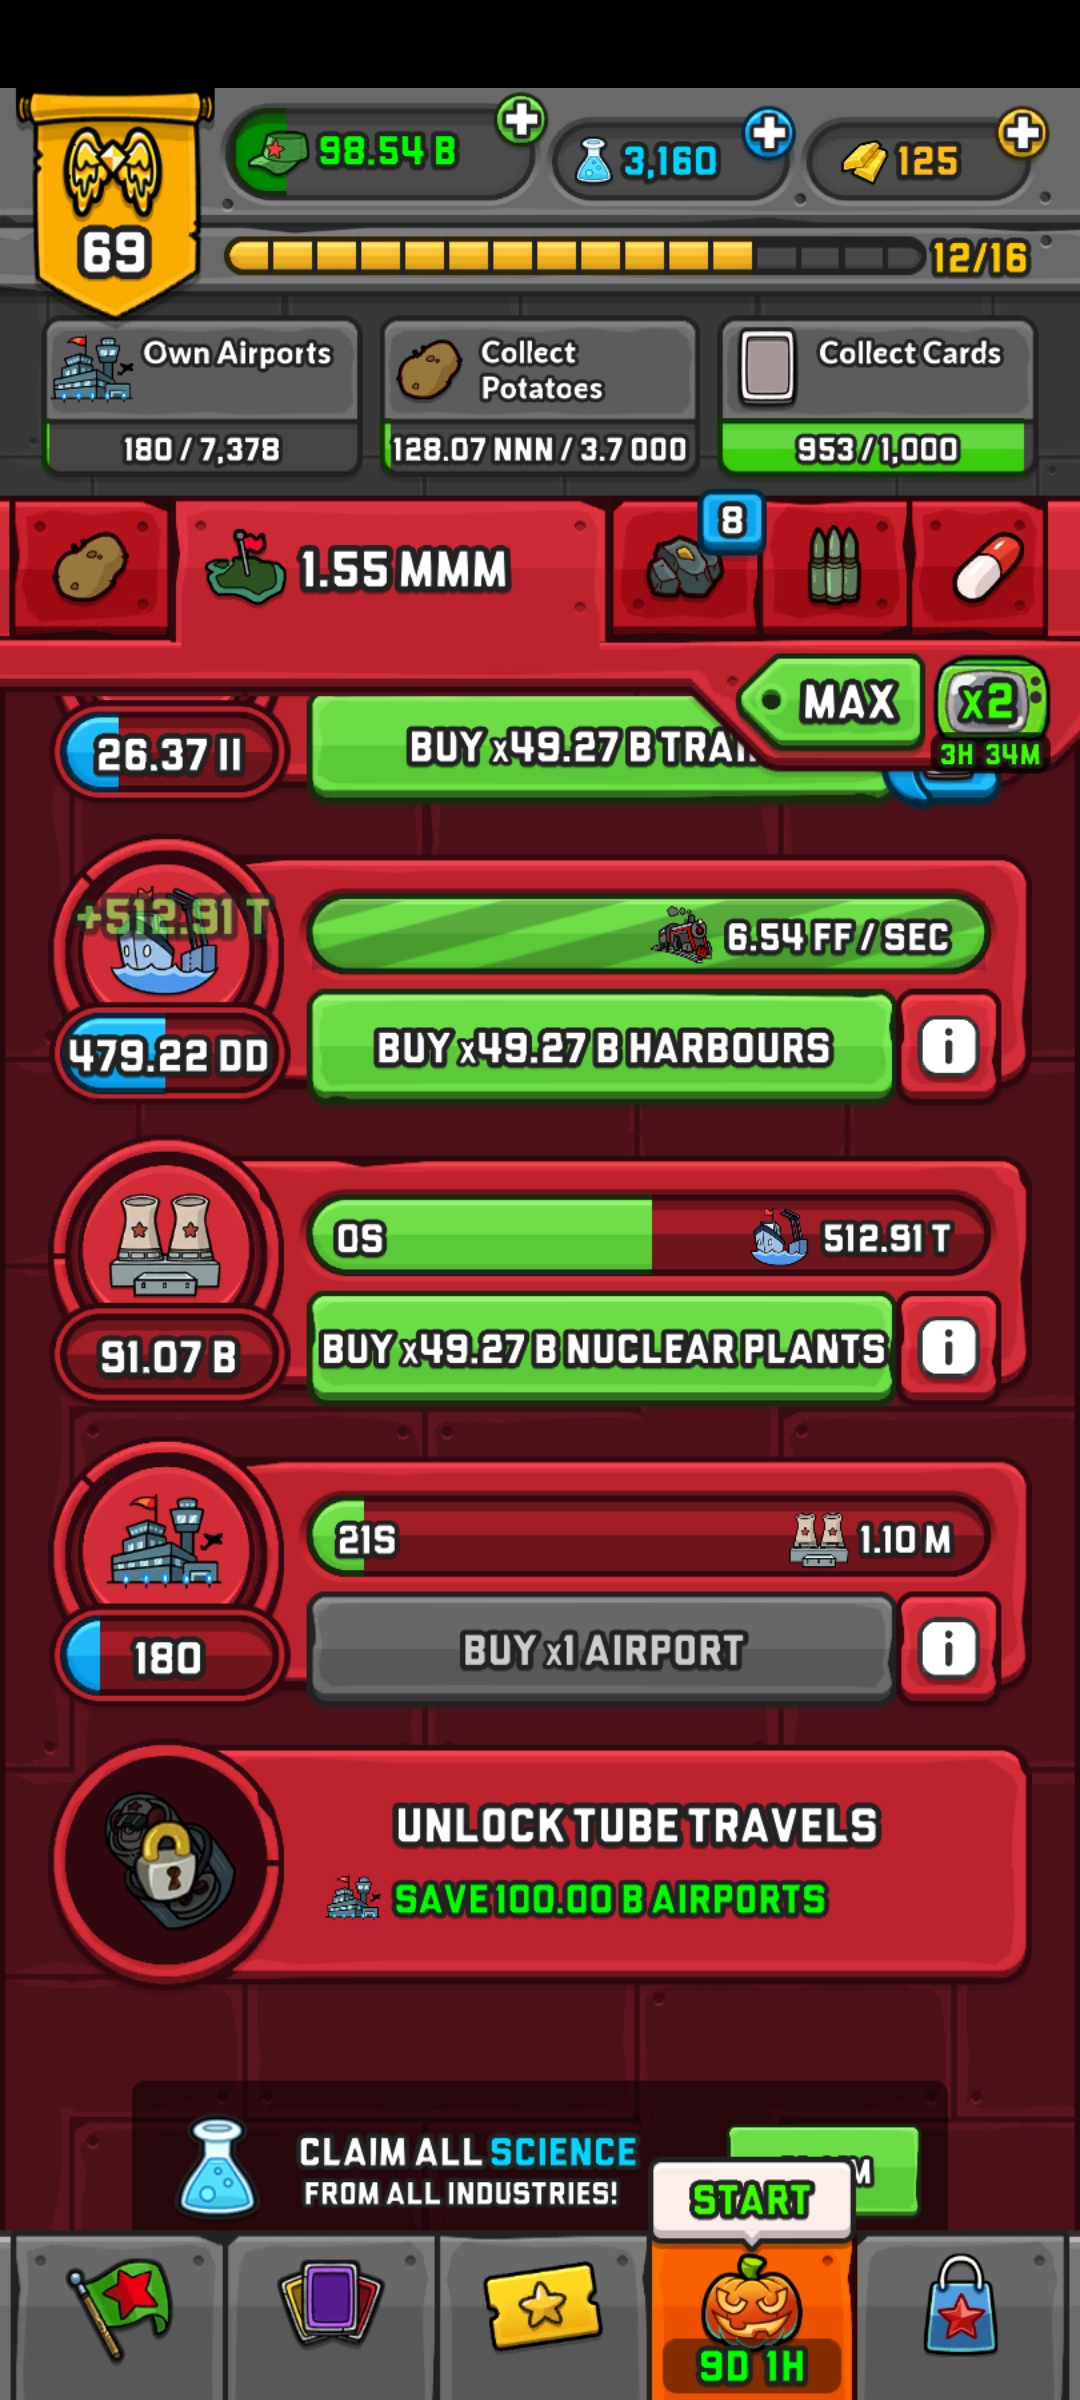 98.54 B
3,160
125
69
12/16
Own Airports
180 / 7,378
Collect
Potatoes
128.07 NNN / 3.7 OOO
Collect Cards
953 / 1,000
1.55 MMM
8
MAX
x2
3H 34M
26.37 II
BUY x49.27 B
+512.91 T
6.54 FF / SEC
479.22 DD
BUY x49.27 B HARBOURS
i
0S
512.91 T
91.07 B
BUY x49.27 B NUCLEAR PLANTS
i
21S
1.10 M
180
BUY x1 AIRPORT
i
UNLOCK TUBE TRAVELS
SAVE 100.00 B AIRPORTS
CLAIM ALL SCIENCE
FROM ALL INDUSTRIES!
START
9D 1H